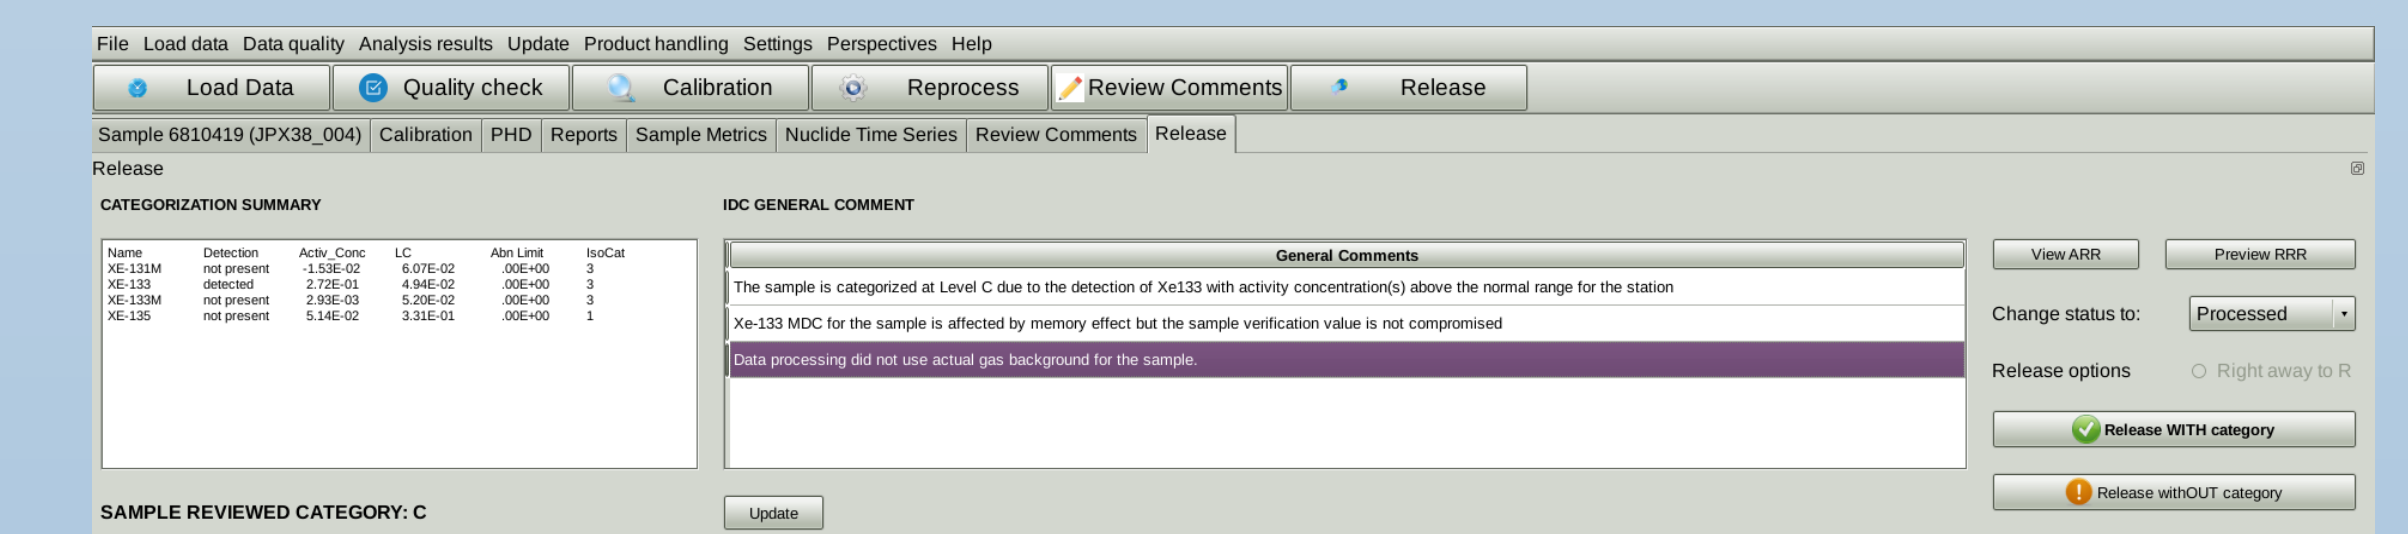 File Load data Data quality Analysis results Update Product handling Settings Perspectives Help
Load Data Quality check Calibration Reprocess Review Comments Release
Sample 6810419 (JPX38_004) Calibration PHD Reports Sample Metrics Nuclide Time Series Review Comments Release
Release
CATEGORIZATION SUMMARY
Name Detection Activ_Conc LC Abn Limit IsoCat
XE-131M not present -1.53E-02 6.07E-02 .00E+00 3
XE-133 detected 2.72E-01 4.94E-02 .00E+00 3
XE-133M not present 2.93E-03 5.20E-02 .00E+00 3
XE-135 not present 5.14E-02 3.31E-01 .00E+00 1
SAMPLE REVIEWED CATEGORY: C
IDC GENERAL COMMENT
General Comments
The sample is categorized at Level C due to the detection of Xe133 with activity concentration(s) above the normal range for the station
Xe-133 MDC for the sample is affected by memory effect but the sample verification value is not compromised
Data processing did not use actual gas background for the sample.
Update
View ARR Preview RRR
Change status to: Processed
Release options Right away to R
Release WITH category
Release withOUT category